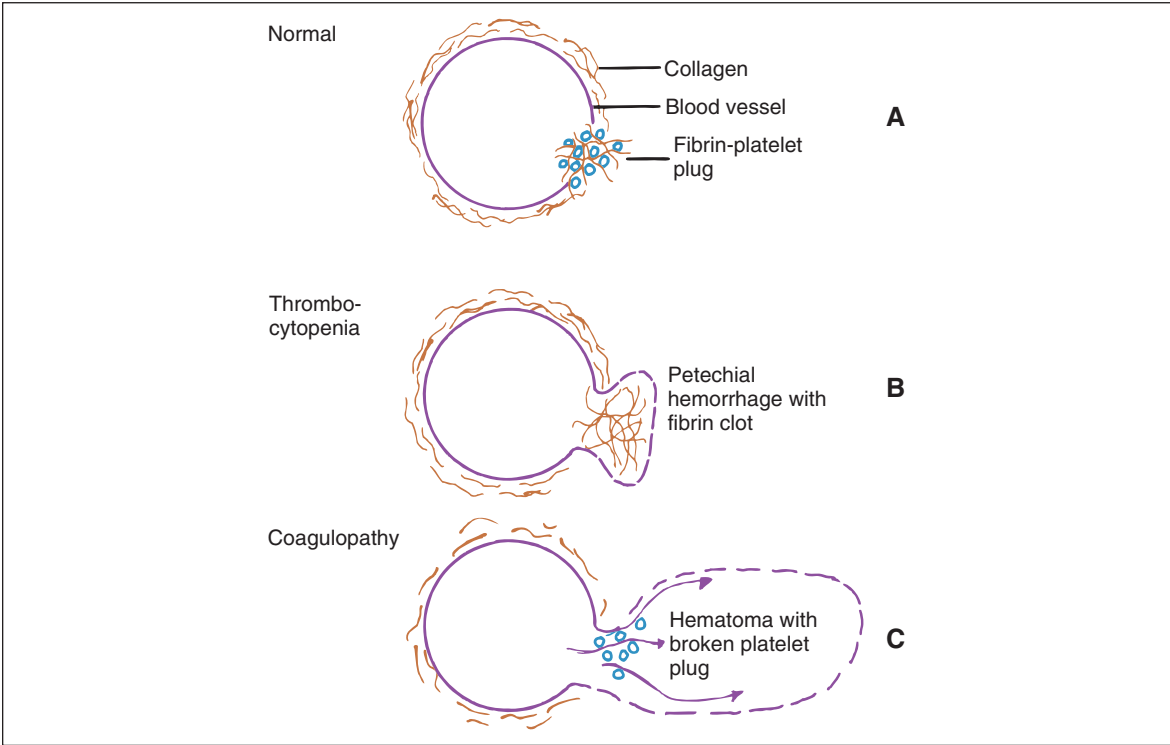 Normal
Collagen
Blood vessel
A
Fibrin-platelet
plug
Thrombo-
cytopenia
Petechial
hemorrhage with
fibrin clot
B
Coagulopathy
Hematoma with
broken platelet
plug
C